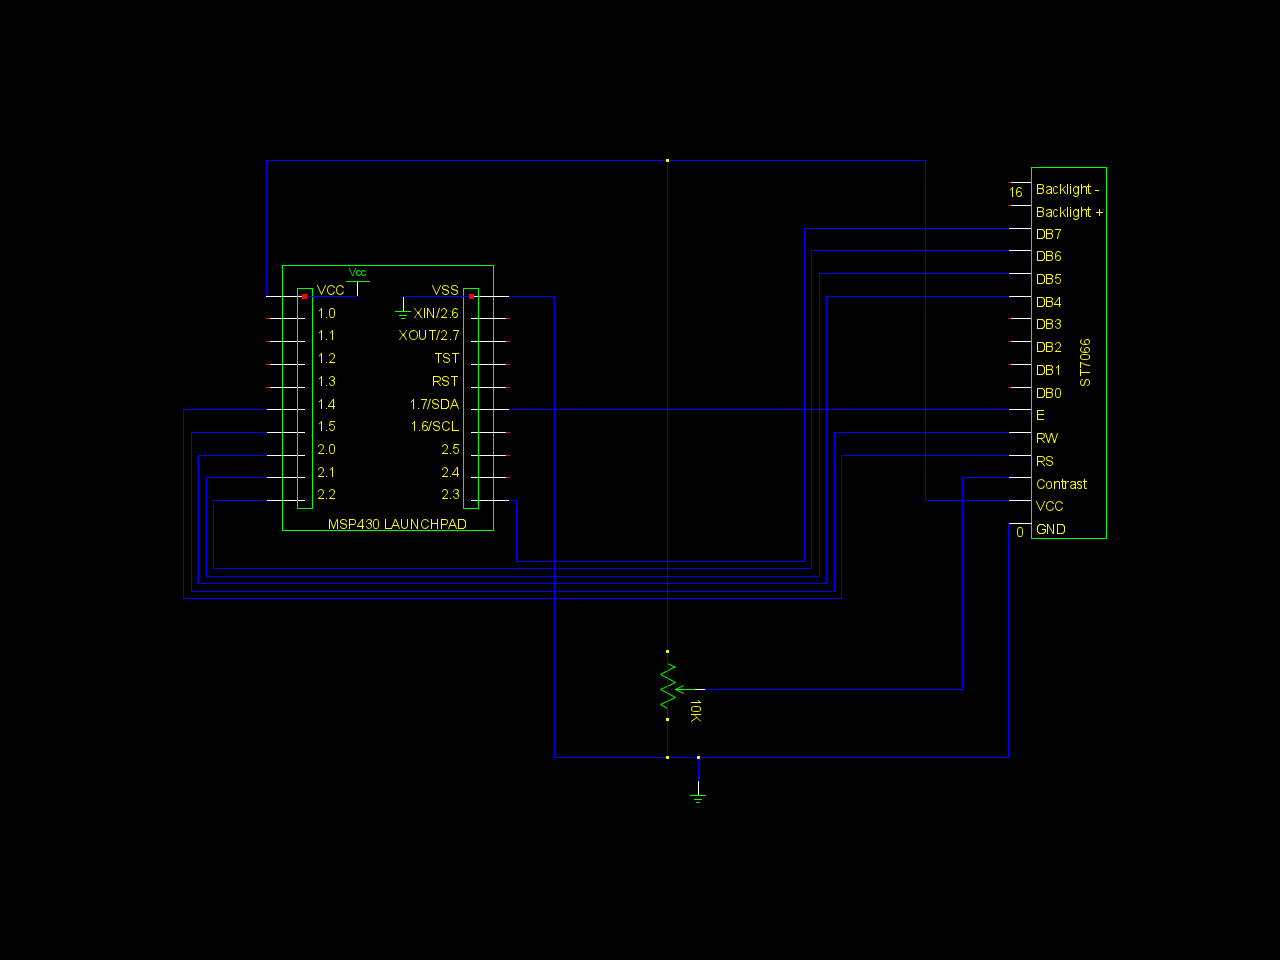 Vcc
VCC
1.0
1.1
1.2
1.3
1.4
1.5
2.0
2.1
2.2
VSS
XIN/2.6
XOUT/2.7
TST
RST
1.7/SDA
1.6/SCL
2.5
2.4
2.3
MSP430 LAUNCHPAD
10K
16
Backlight -
Backlight +
DB7
DB6
DB5
DB4
DB3
DB2
DB1
DB0
E
RW
RS
Contrast
VCC
0 GND
ST7066